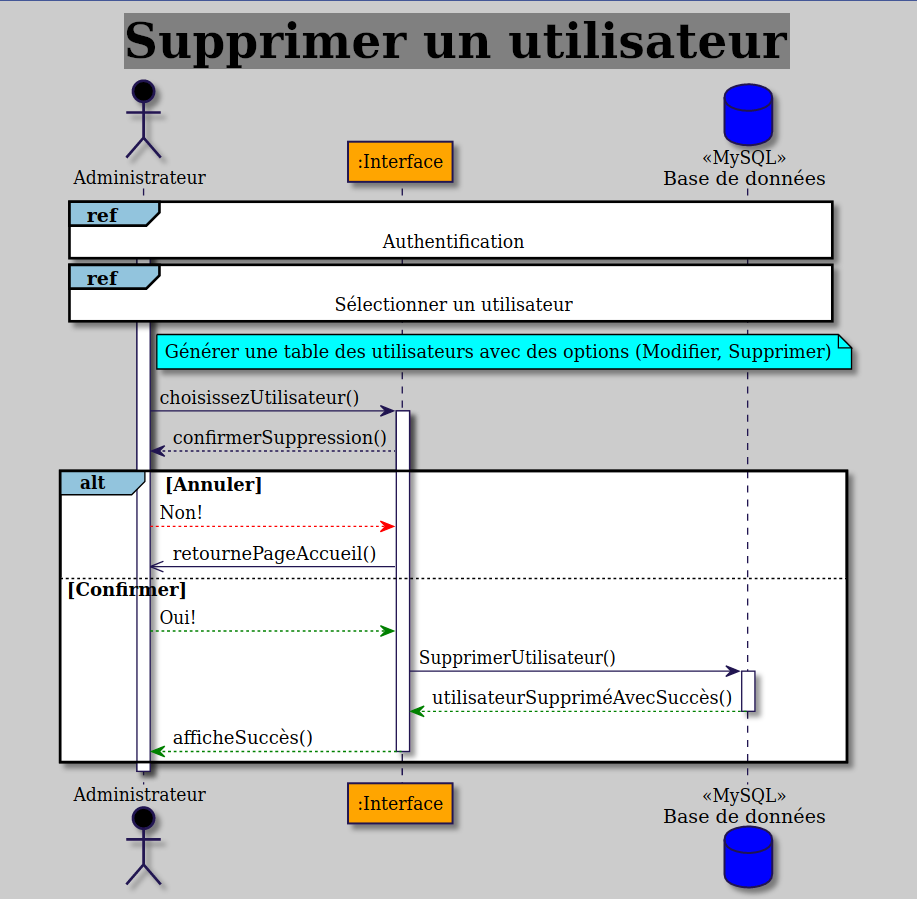 Supprimer un utilisateur
Administrateur
:Interface
«MySQL»
Base de données
ref
Authentification
ref
Sélectionner un utilisateur
Générer une table des utilisateurs avec des options (Modifier, Supprimer)
choisissezUtilisateur()
confirmerSuppression()
alt
[Annuler]
Non!
retournePageAccueil()
[Confirmer]
Oui!
SupprimerUtilisateur()
utilisateurSuppriméAvecSuccès()
afficheSuccès()
Administrateur
:Interface
«MySQL»
Base de données